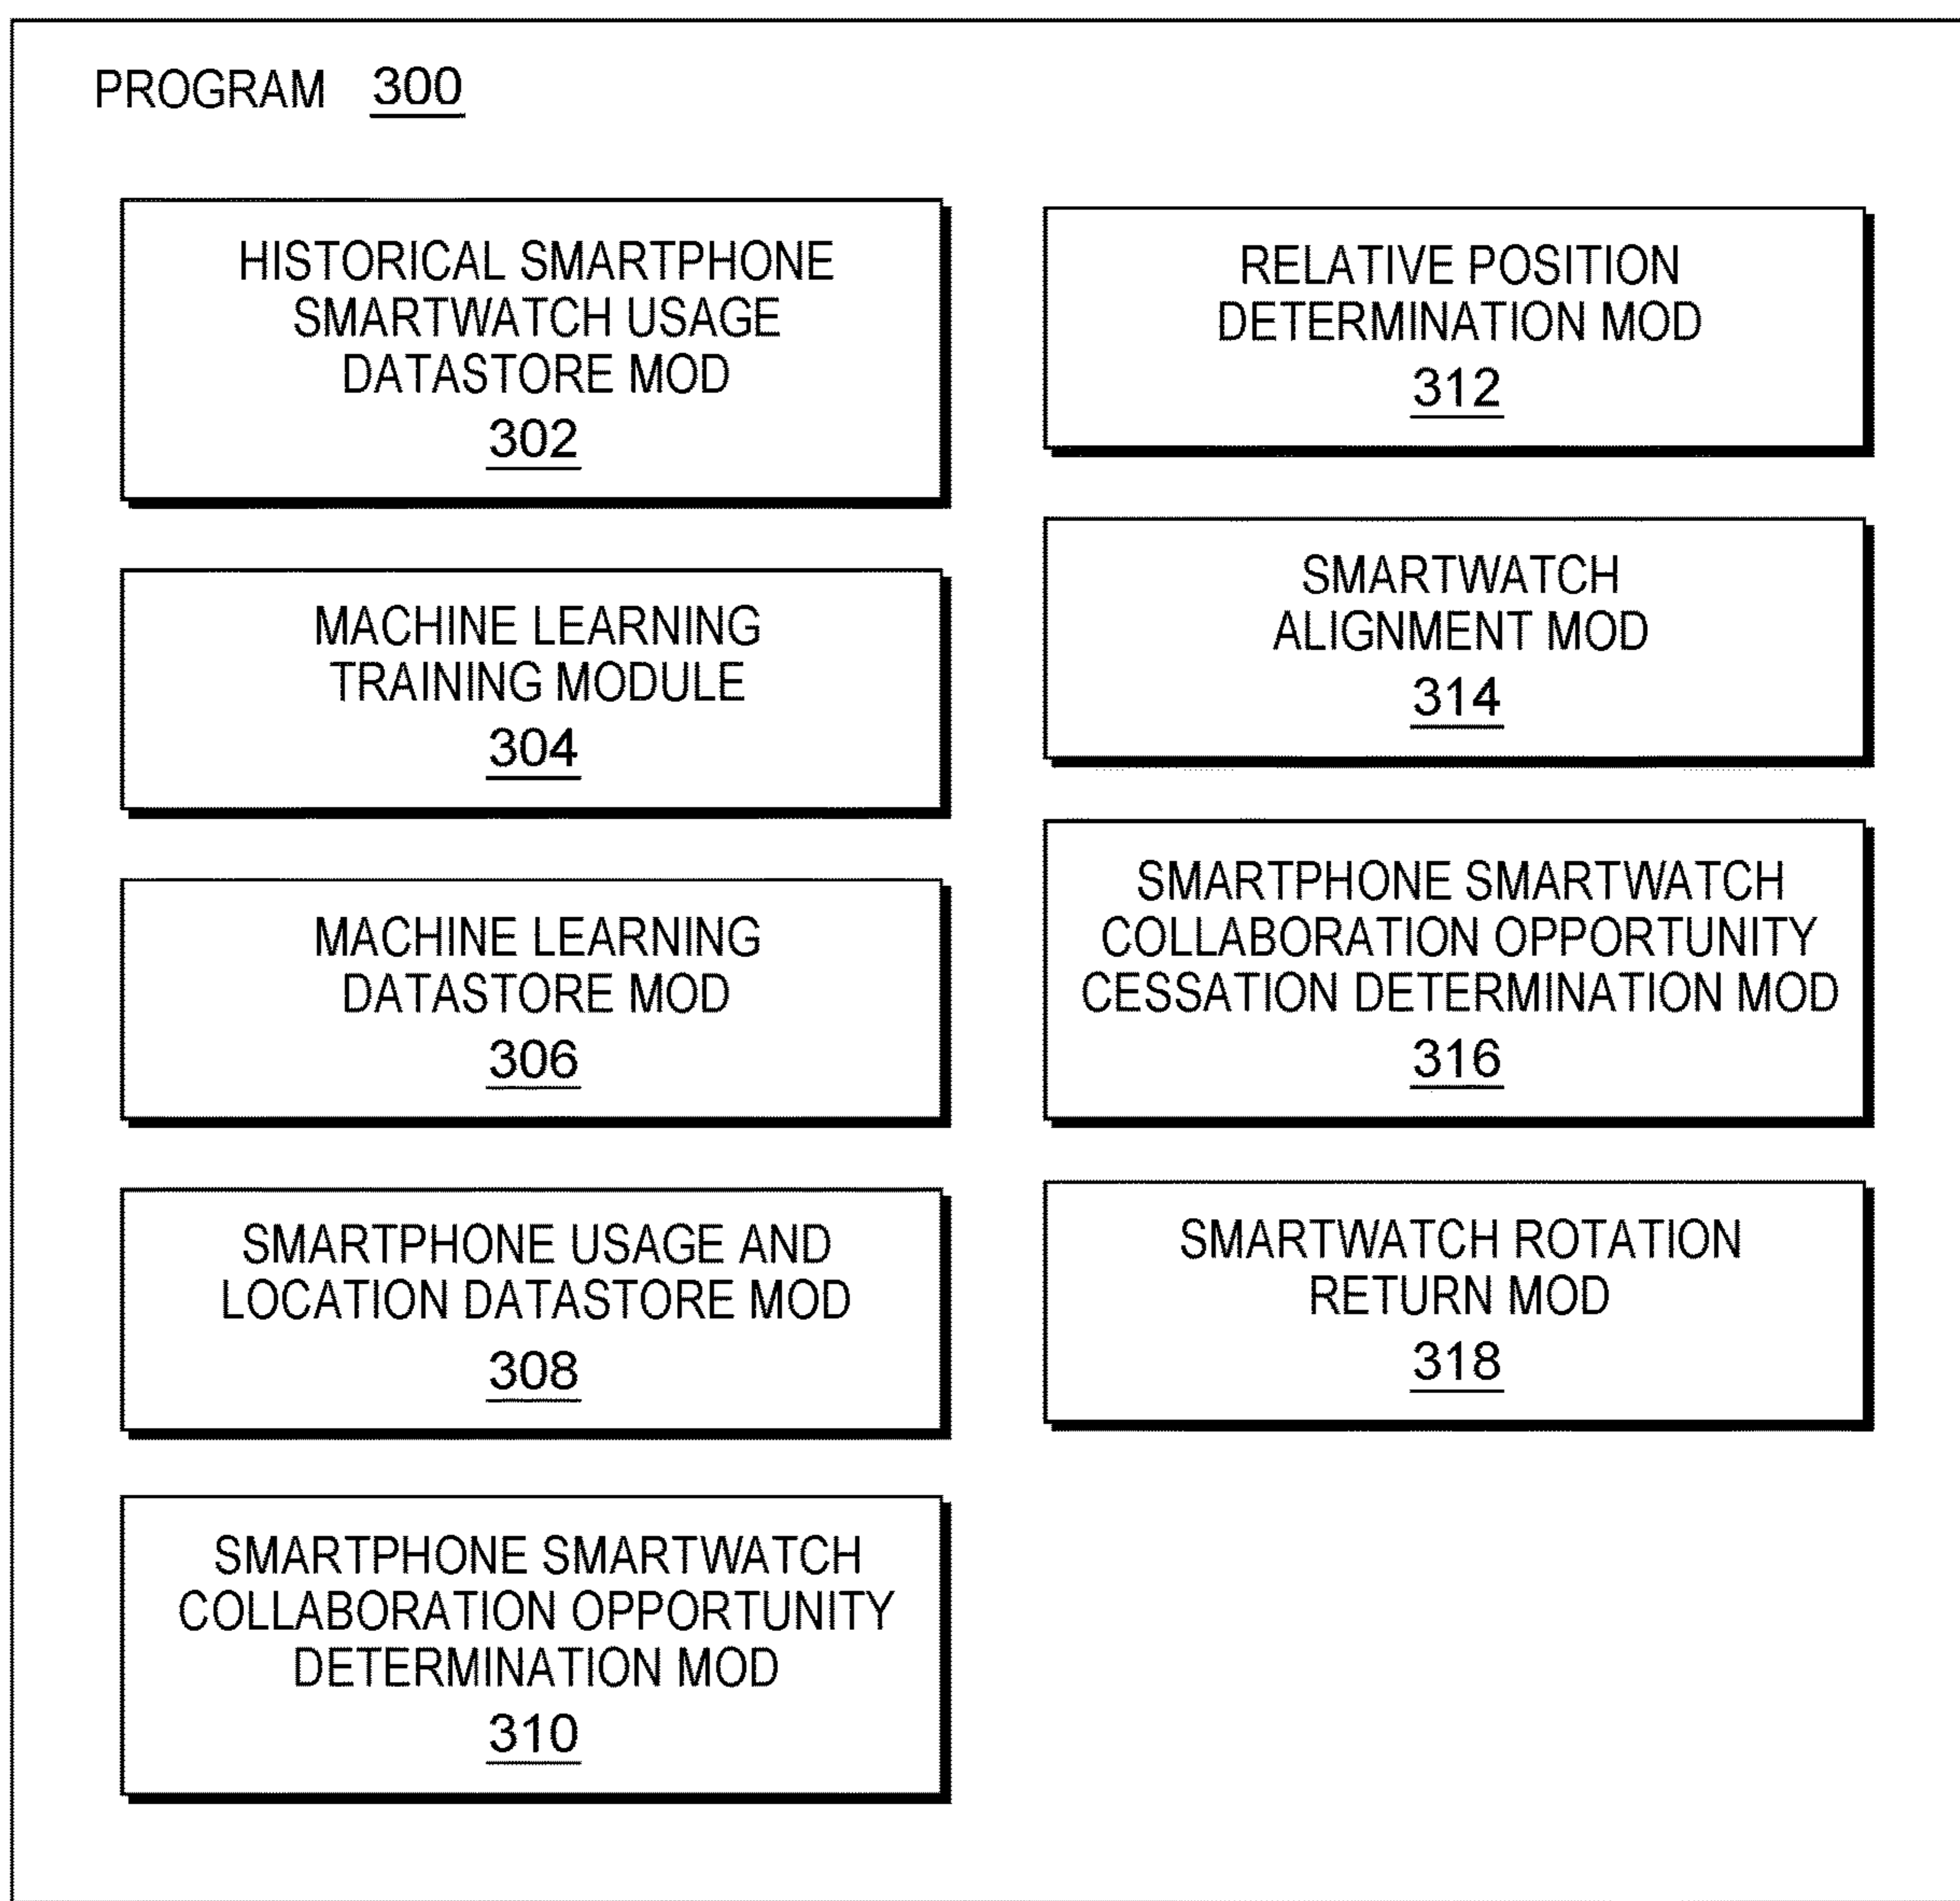 PROGRAM 300
HISTORICAL SMARTPHONE
SMARTWATCH USAGE
DATASTORE MOD
302
MACHINE LEARNING
TRAINING MODULE
304
MACHINE LEARNING
DATASTORE MOD
306
SMARTPHONE USAGE AND
LOCATION DATASTORE MOD
308
SMARTPHONE SMARTWATCH
COLLABORATION OPPORTUNITY
DETERMINATION MOD
310
RELATIVE POSITION
DETERMINATION MOD
312
SMARTWATCH
ALIGNMENT MOD
314
SMARTPHONE SMARTWATCH
COLLABORATION OPPORTUNITY
CESSATION DETERMINATION MOD
316
SMARTWATCH ROTATION
RETURN MOD
318